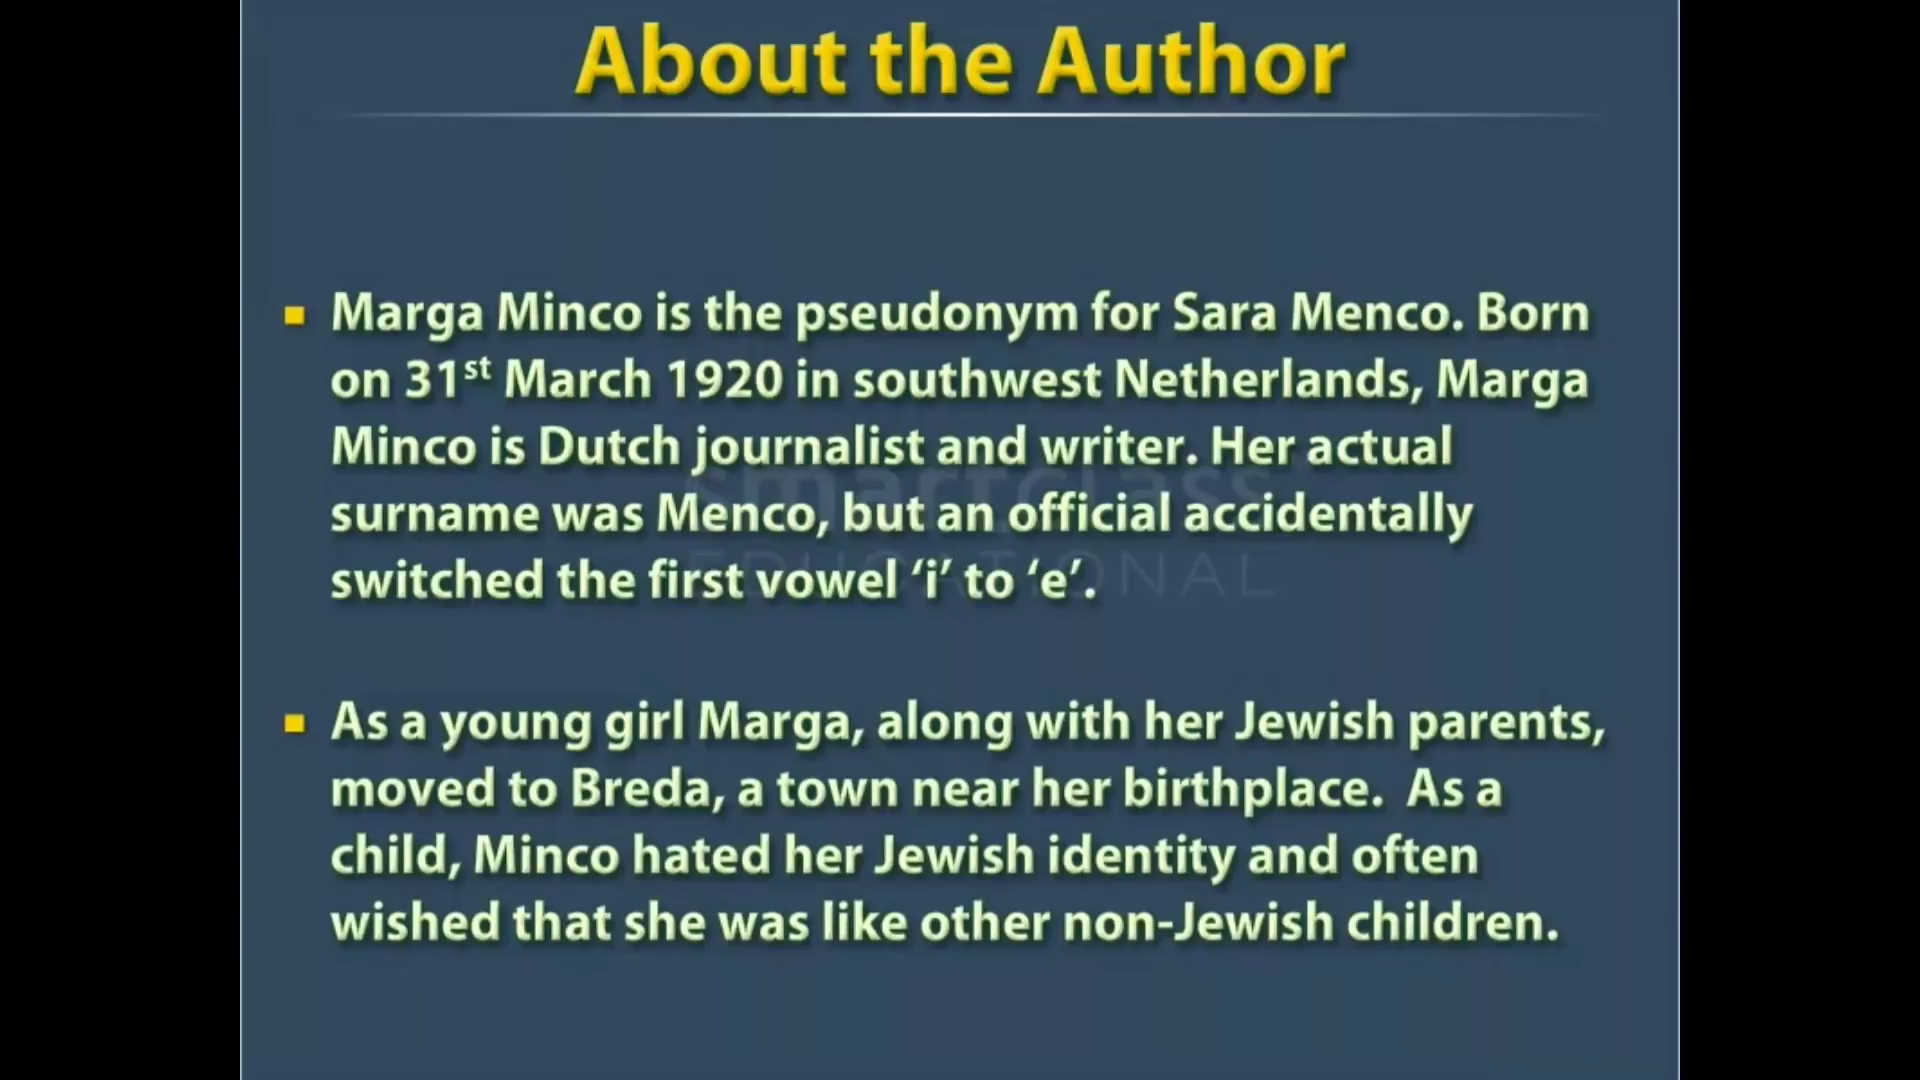 About the Author
Marga Minco is the pseudonym for Sara Menco. Born
on 31st March 1920 in southwest Netherlands, Marga
Minco is Dutch journalist and writer. Her actual
surname was Menco, but an official accidentally
switched the first vowel ‘i’ to ‘e’.
As a young girl Marga, along with her Jewish parents,
moved to Breda, a town near her birthplace.  As a
child, Minco hated her Jewish identity and often
wished that she was like other non-Jewish children.
smartclass
EDUCATIONAL